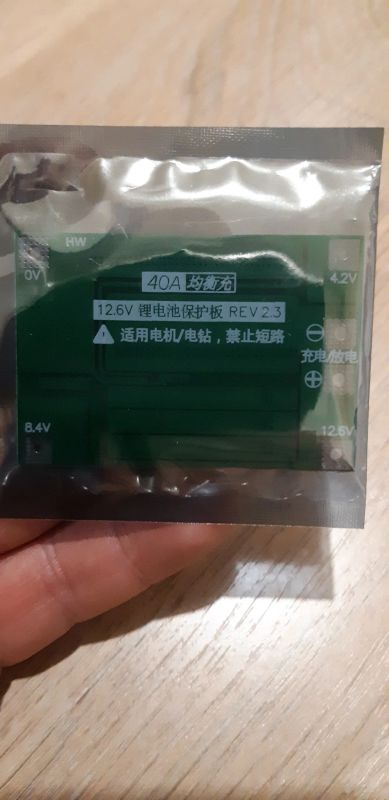 HW
0V
4.2V
40A 均衡充
12.6V 锂电池保护板 REV 2.3
! 适用电机/电钻，禁止短路
⊖
充电/放电
⊕
8.4V
12.6V